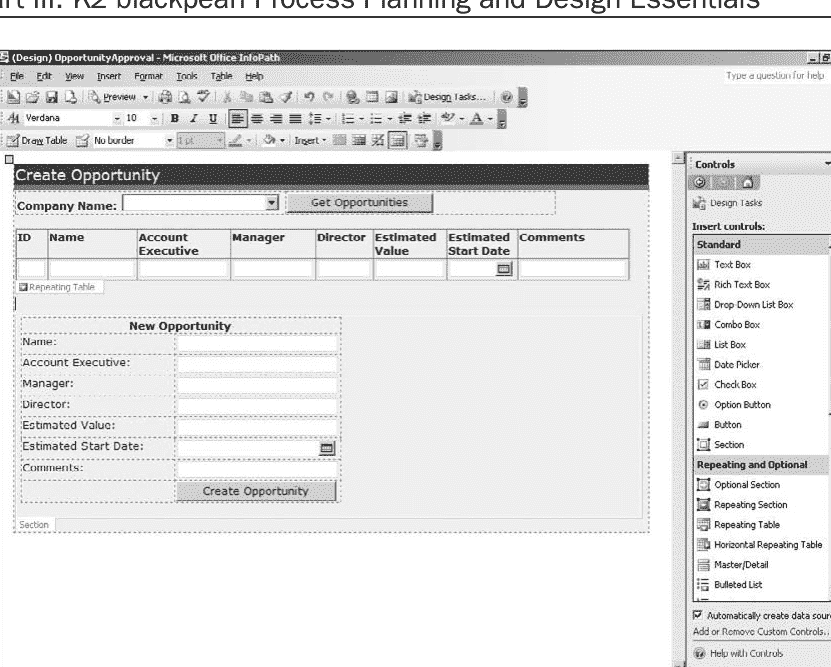 art III: K2 blackpearl Process Planning and Design Essentials
(Design) OpportunityApproval - Microsoft Office InfoPath
File Edit View Insert Format Tools Table Help
Type a question for help
Preview
Design Tasks...
Verdana 10 B I U
Draw Table No border 1 pt Insert
Create Opportunity
Company Name: Get Opportunities
ID Name Account Executive Manager Director Estimated Value Estimated Start Date Comments
Repeating Table
New Opportunity
Name:
Account Executive:
Manager:
Director:
Estimated Value:
Estimated Start Date:
Comments:
Create Opportunity
Section
Controls
Design Tasks
Insert controls:
Standard
Text Box
Rich Text Box
Drop-Down List Box
Combo Box
List Box
Date Picker
Check Box
Option Button
Button
Section
Repeating and Optional
Optional Section
Repeating Section
Repeating Table
Horizontal Repeating Table
Master/Detail
Bulleted List
Automatically create data sour
Add or Remove Custom Controls...
Help with Controls